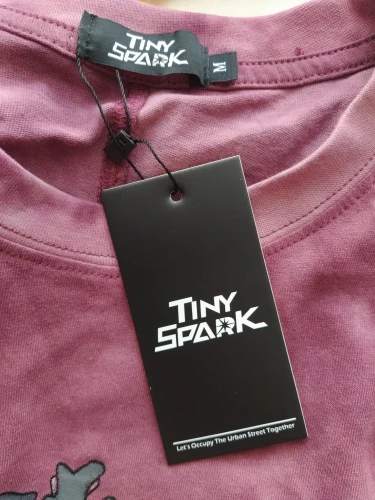 TINY
SPARK
M
TINY
SPARK
Let's Occupy The Urban Street Together